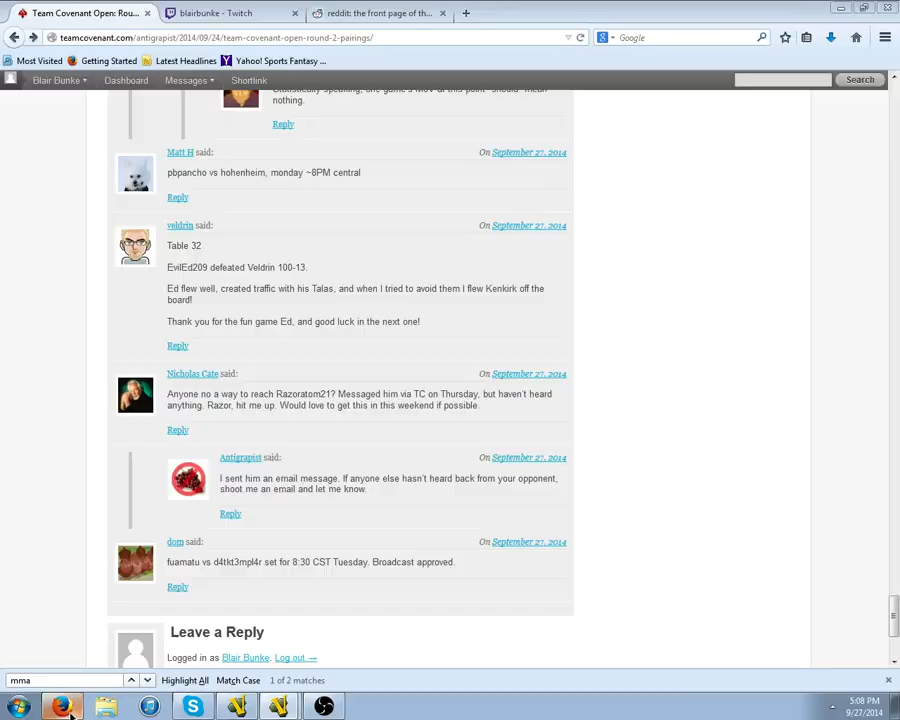 Team Covenant Open: Rou...
blairbunke - Twitch
reddit: the front page of th...
teamcovenant.com/antigrapist/2014/09/24/team-covenant-open-round-2-pairings/
Google
Most Visited
Getting Started
Latest Headlines
Yahoo! Sports Fantasy ...
Blair Bunke
Dashboard
Messages
Shortlink
Search
Statistically speaking, one game's MOV at this point *should* mean
nothing.
Reply
Matt H said:
On September 27, 2014
pbpancho vs hohenheim, monday ~8PM central
Reply
veldrin said:
On September 27, 2014
Table 32
EvilEd209 defeated Veldrin 100-13.
Ed flew well, created traffic with his Talas, and when I tried to avoid them I flew Kenkirk off the
board!
Thank you for the fun game Ed, and good luck in the next one!
Reply
Nicholas Cate said:
On September 27, 2014
Anyone no a way to reach Razoratom21? Messaged him via TC on Thursday, but haven't heard
anything. Razor, hit me up. Would love to get this in this weekend if possible.
Reply
Antigrapist said:
On September 27, 2014
I sent him an email message. If anyone else hasn't heard back from your opponent,
shoot me an email and let me know.
Reply
dom said:
On September 27, 2014
fuamatu vs d4tkt3mpl4r set for 8:30 CST Tuesday. Broadcast approved.
Reply
Leave a Reply
Logged in as Blair Bunke. Log out →
mma
Highlight All
Match Case
1 of 2 matches
5:08 PM
9/27/2014